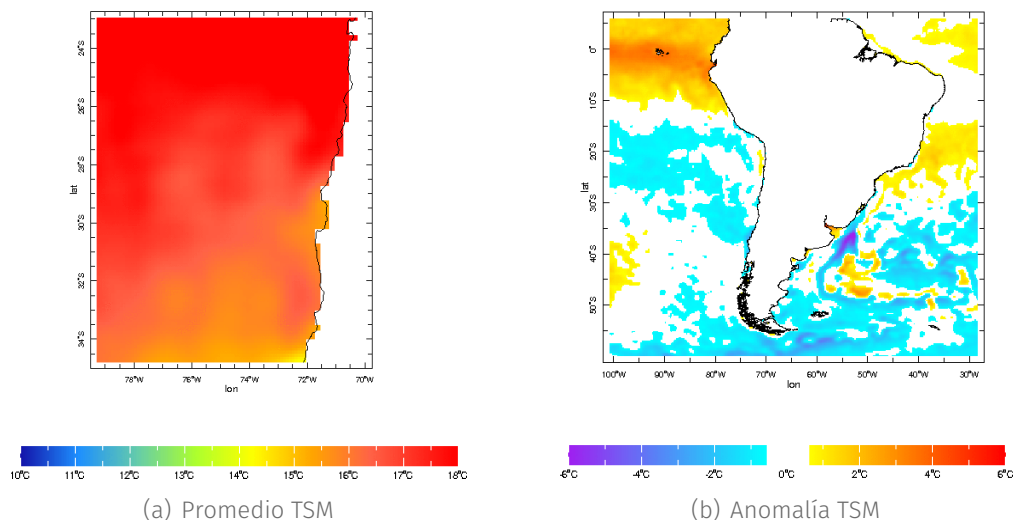 24°S
26°S
28°S
lat
30°S
32°S
34°S
78°W 76°W 74°W 72°W 70°W
lon
0°
10°S
20°S
lat
30°S
40°S
50°S
100°W 90°W 80°W 70°W 60°W 50°W 40°W 30°W
lon
10°C 11°C 12°C 13°C 14°C 15°C 16°C 17°C 18°C
-6°C -4°C -2°C 0°C 2°C 4°C 6°C
(a) Promedio TSM
(b) Anomalía TSM